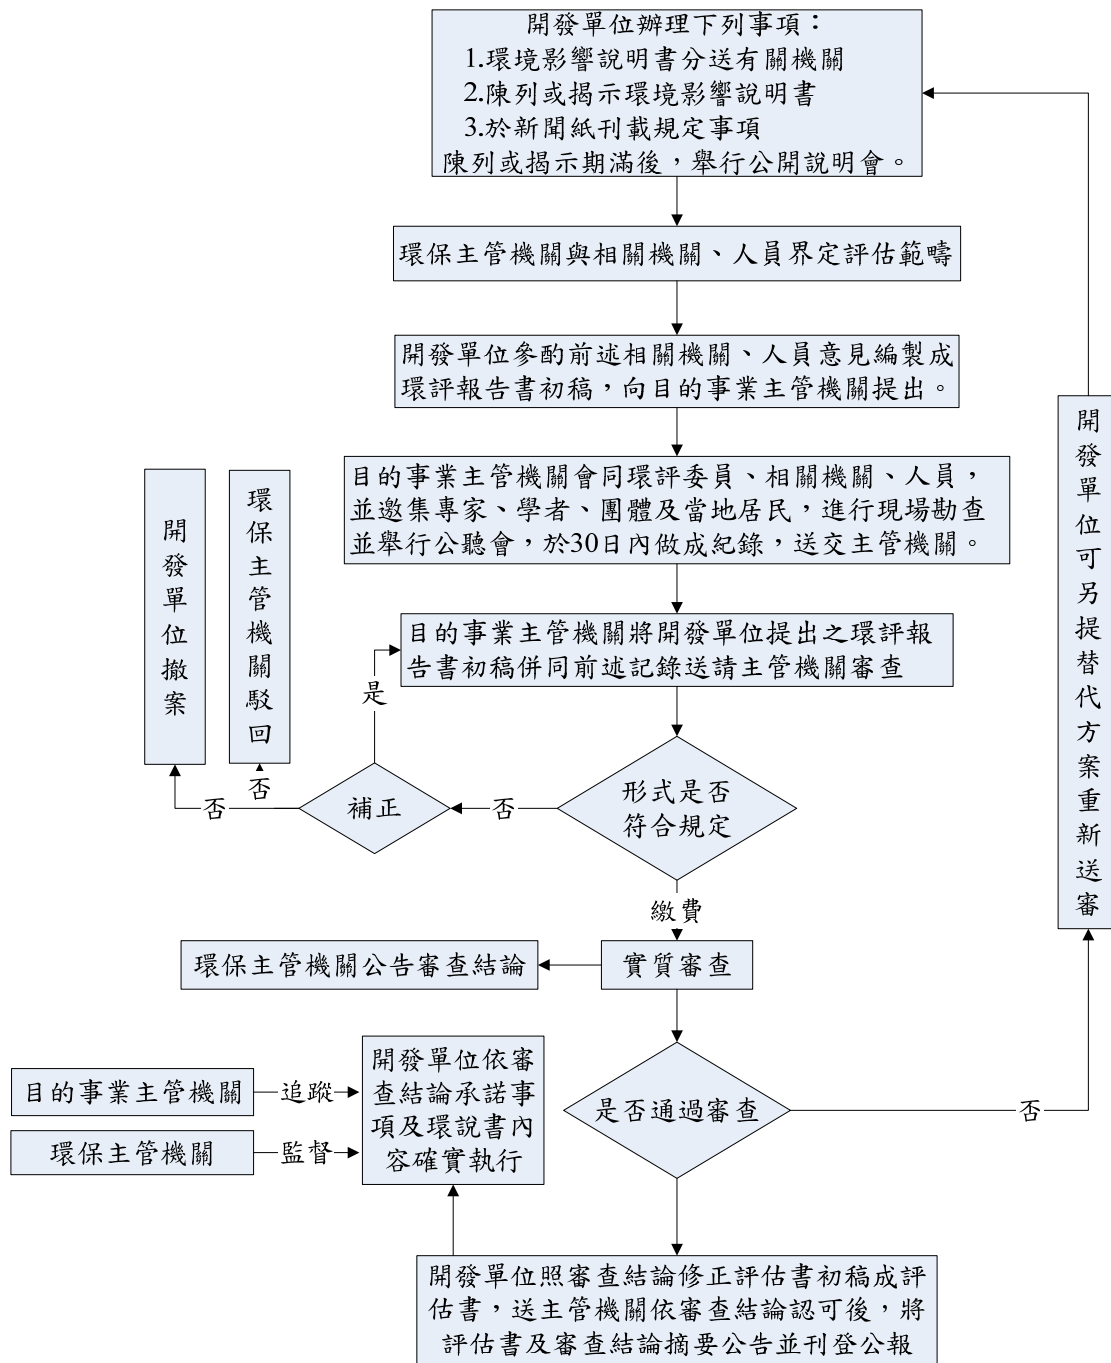 開發單位辦理下列事項：
1.環境影響說明書分送有關機關
2.陳列或揭示環境影響說明書
3.於新聞紙刊載規定事項
陳列或揭示期滿後，舉行公開說明會。
環保主管機關與相關機關、人員界定評估範疇
開發單位參酌前述相關機關、人員意見編製成
環評報告書初稿，向目的事業主管機關提出。
目的事業主管機關會同環評委員、相關機關、人員，
並邀集專家、學者、團體及當地居民，進行現場勘查
並舉行公聽會，於30日內做成紀錄，送交主管機關。
目的事業主管機關將開發單位提出之環評報
告書初稿併同前述記錄送請主管機關審查
是
開發單位撤案
環保主管機關駁回
否
否
補正
否
形式是否
符合規定
繳費
實質審查
環保主管機關公告審查結論
是否通過審查
否
開發單位可另提替代方案重新送審
目的事業主管機關
追蹤
環保主管機關
監督
開發單位依審
查結論承諾事
項及環說書內
容確實執行
開發單位照審查結論修正評估書初稿成評
估書，送主管機關依審查結論認可後，將
評估書及審查結論摘要公告並刊登公報